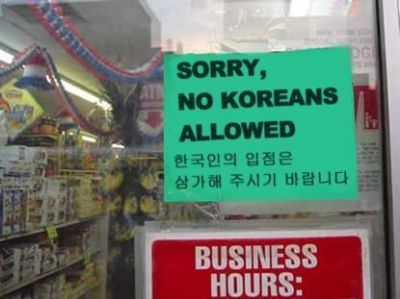 SORRY,
NO KOREANS
ALLOWED
한국인의 입점은
삼가해 주시기 바랍니다
BUSINESS
HOURS: